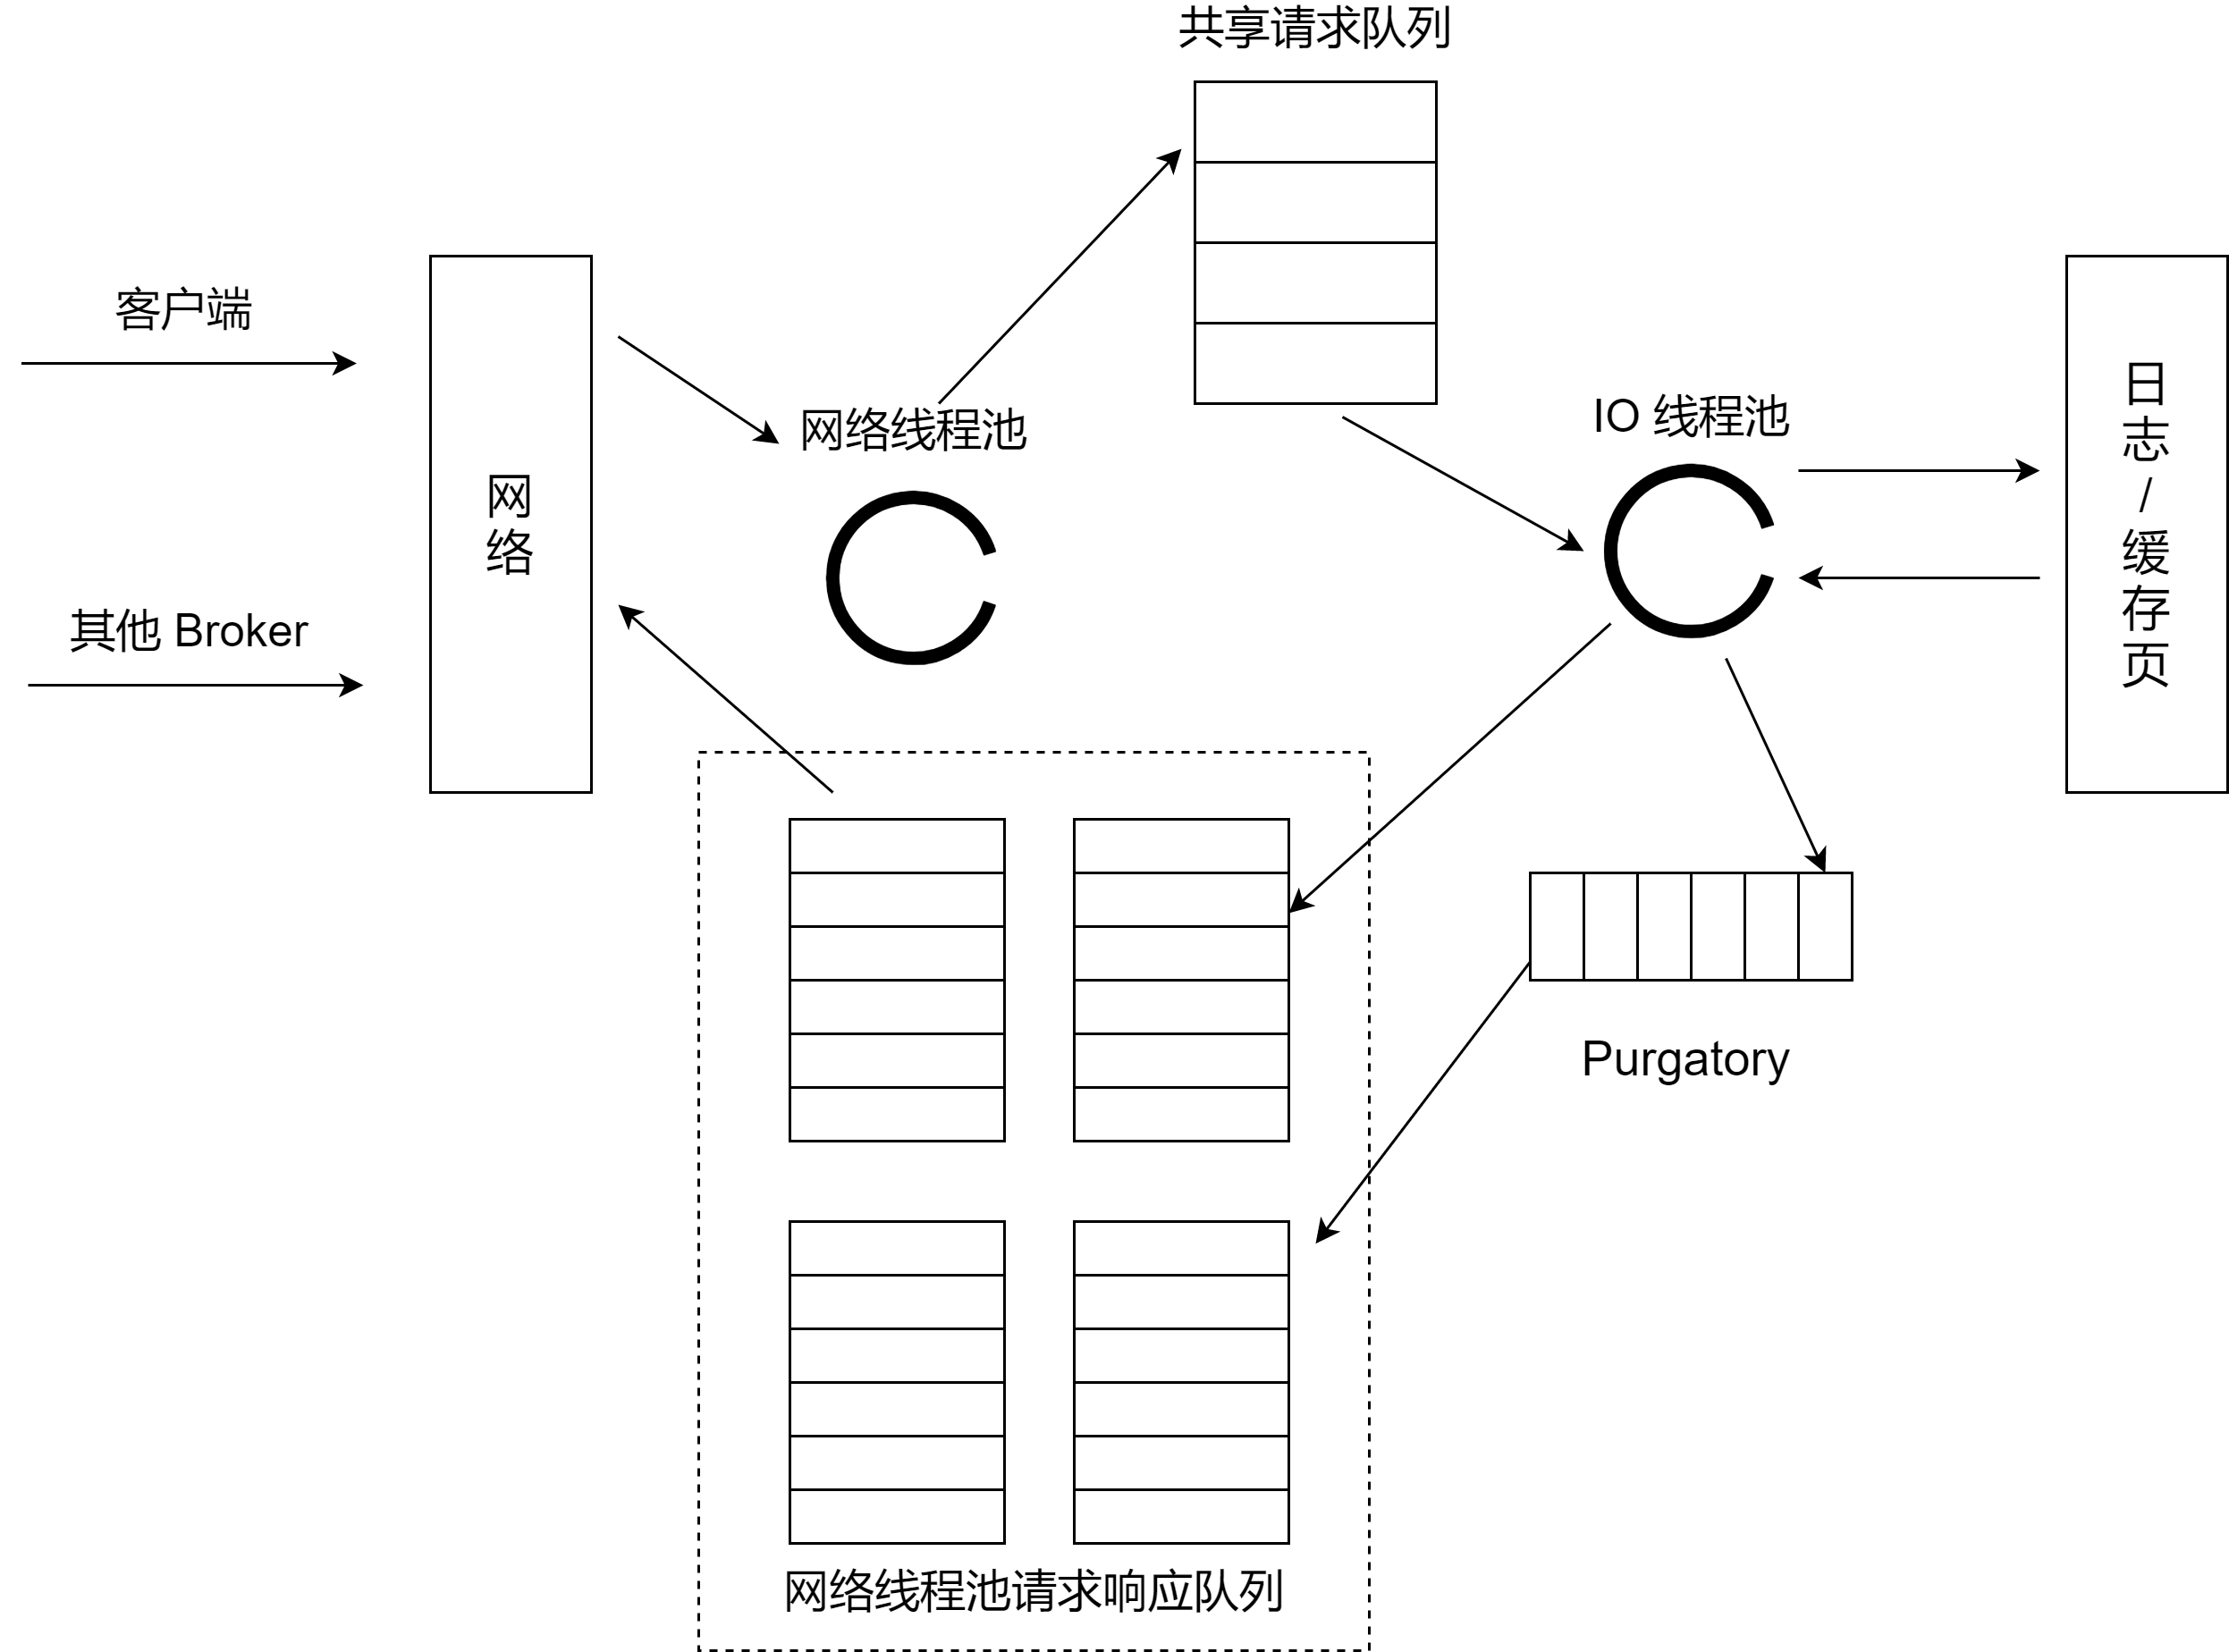 共享请求队列
客户端
网络线程池
IO 线程池
网
络
其他 Broker
日
志
/
缓
存
页
Purgatory
网络线程池请求响应队列